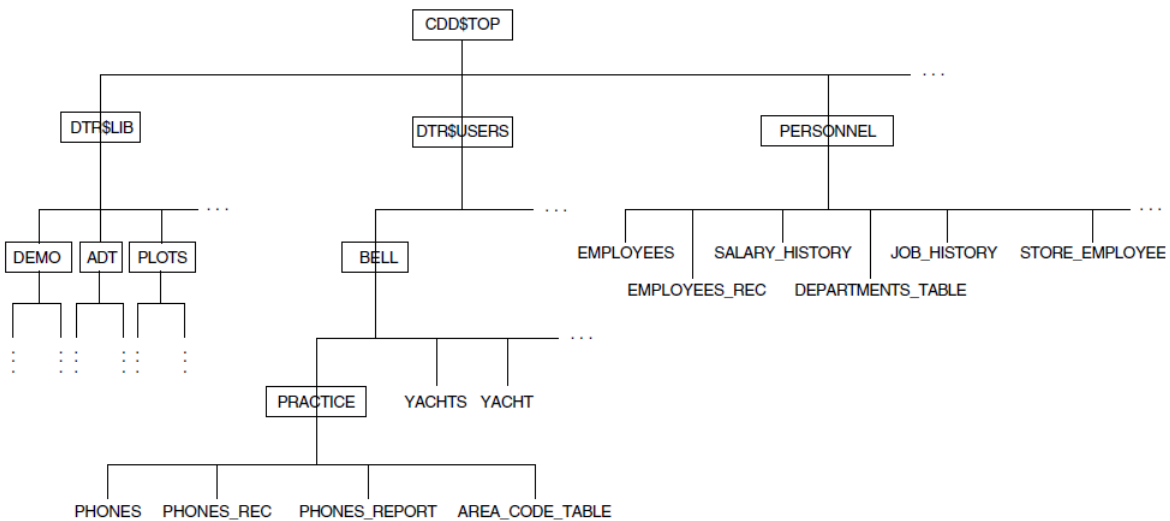 CDD$TOP
. . .
DTR$LIB DTR$USERS PERSONNEL
. . . . . . . . .
DEMO ADT PLOTS BELL EMPLOYEES SALARY_HISTORY JOB_HISTORY STORE_EMPLOYEE
EMPLOYEES_REC DEPARTMENTS_TABLE
. . .
PRACTICE YACHTS YACHT
PHONES PHONES_REC PHONES_REPORT AREA_CODE_TABLE